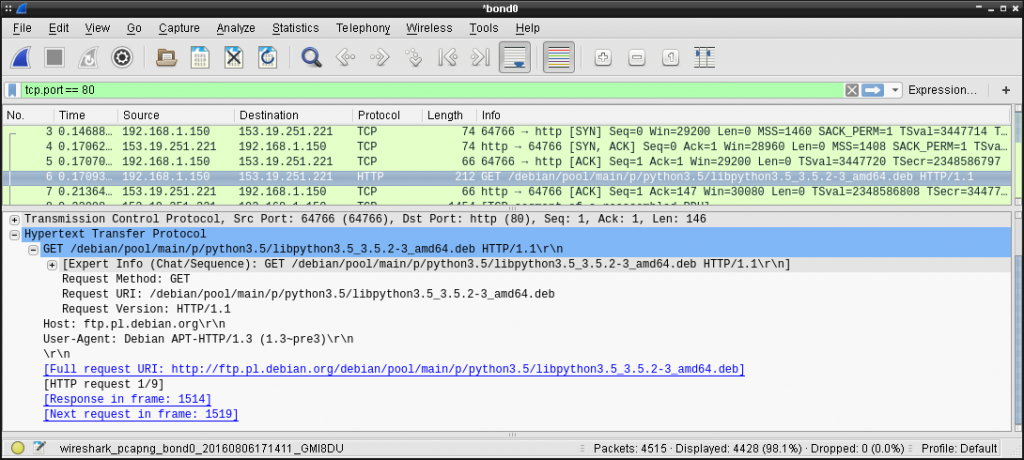 *bond0
File Edit View Go Capture Analyze Statistics Telephony Wireless Tools Help
tcp.port == 80 Expression... +
No. Time Source Destination Protocol Length Info
3 0.14688... 192.168.1.150 153.19.251.221 TCP 74 64766 → http [SYN] Seq=0 Win=29200 Len=0 MSS=1460 SACK_PERM=1 TSval=3447714 T...
4 0.17062... 153.19.251.221 192.168.1.150 TCP 74 http → 64766 [SYN, ACK] Seq=0 Ack=1 Win=28960 Len=0 MSS=1408 SACK_PERM=1 TSva...
5 0.17070... 192.168.1.150 153.19.251.221 TCP 66 64766 → http [ACK] Seq=1 Ack=1 Win=29200 Len=0 TSval=3447720 TSecr=2348586797
6 0.17093... 192.168.1.150 153.19.251.221 HTTP 212 GET /debian/pool/main/p/python3.5/libpython3.5_3.5.2-3_amd64.deb HTTP/1.1
7 0.21364... 153.19.251.221 192.168.1.150 TCP 66 http → 64766 [ACK] Seq=1 Ack=147 Win=30080 Len=0 TSval=2348586808 TSecr=34477...
Transmission Control Protocol, Src Port: 64766 (64766), Dst Port: http (80), Seq: 1, Ack: 1, Len: 146
Hypertext Transfer Protocol
GET /debian/pool/main/p/python3.5/libpython3.5_3.5.2-3_amd64.deb HTTP/1.1\r\n
[Expert Info (Chat/Sequence): GET /debian/pool/main/p/python3.5/libpython3.5_3.5.2-3_amd64.deb HTTP/1.1\r\n]
Request Method: GET
Request URI: /debian/pool/main/p/python3.5/libpython3.5_3.5.2-3_amd64.deb
Request Version: HTTP/1.1
Host: ftp.pl.debian.org\r\n
User-Agent: Debian APT-HTTP/1.3 (1.3~pre3)\r\n
\r\n
[Full request URI: http://ftp.pl.debian.org/debian/pool/main/p/python3.5/libpython3.5_3.5.2-3_amd64.deb]
[HTTP request 1/9]
[Response in frame: 1514]
[Next request in frame: 1519]
wireshark_pcapng_bond0_20160806171411_GMI8DU Packets: 4515 · Displayed: 4428 (98.1%) · Dropped: 0 (0.0%) Profile: Default